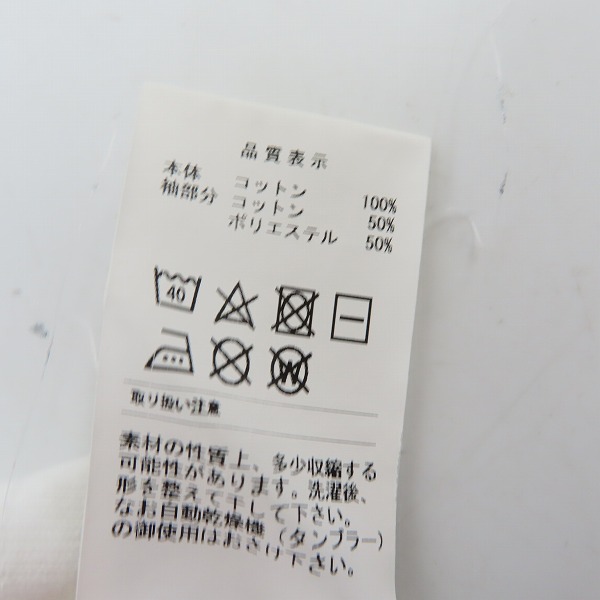 品質表示
本体 コットン 100%
袖部分 コットン 50%
ポリエステル 50%
40
W
取り扱い注意
素材の性質上、多少収縮する
可能性があります。洗濯後、
形を整えて干して下さい。
なお自動乾燥機（タンブラー）
の御使用はおさけ下さい。